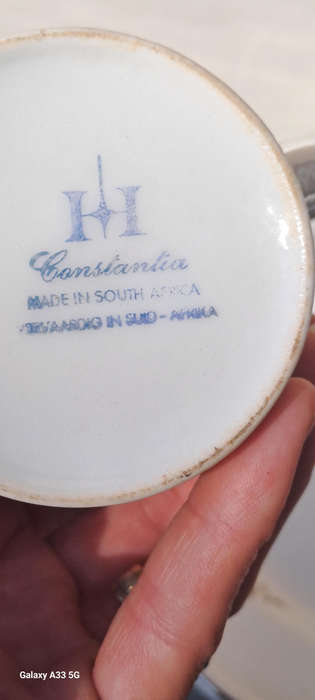 H
Constantia
MADE IN SOUTH AFRICA
VERVAARDIG IN SUID-AFRIKA
Galaxy A33 5G